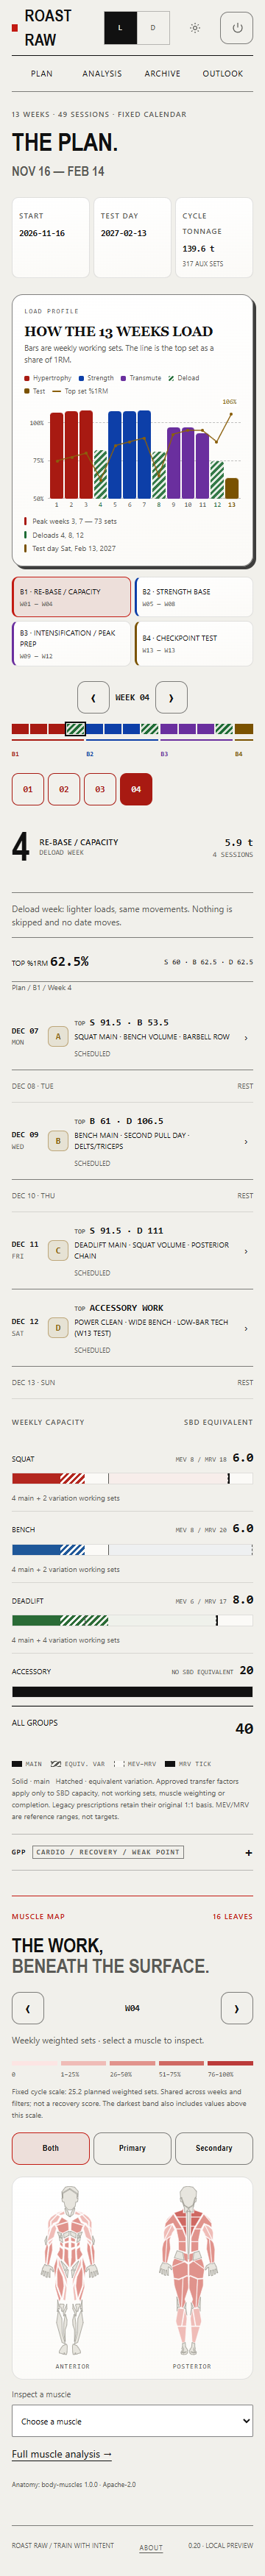 ROAST
RAW
L D
PLAN ANALYSIS ARCHIVE OUTLOOK
13 WEEKS · 49 SESSIONS · FIXED CALENDAR
THE PLAN.
NOV 16 — FEB 14
START
2026-11-16
TEST DAY
2027-02-13
CYCLE
TONNAGE
139.6 t
317 AUX SETS
LOAD PROFILE
HOW THE 13 WEEKS LOAD
Bars are weekly working sets. The line is the top set as a
share of 1RM.
Hypertrophy Strength Transmute Deload
Test Top set %1RM
106%
100%
75%
50%
1 2 3 4 5 6 7 8 9 10 11 12 13
Peak weeks 3, 7 — 73 sets
Deloads 4, 8, 12
Test day Sat, Feb 13, 2027
B1 · RE-BASE / CAPACITY
W01 — W04
B2 · STRENGTH BASE
W05 — W08
B3 · INTENSIFICATION / PEAK
PREP
W09 — W12
B4 · CHECKPOINT TEST
W13 — W13
‹ WEEK 04 ›
B1 B2 B3 B4
01 02 03 04
4 RE-BASE / CAPACITY 5.9 t
DELOAD WEEK 4 SESSIONS
Deload week: lighter loads, same movements. Nothing is
skipped and no date moves.
TOP %1RM 62.5% S 60 · B 62.5 · D 62.5
Plan / B1 / Week 4
DEC 07
MON
A
TOP S 91.5 · B 53.5
SQUAT MAIN · BENCH VOLUME · BARBELL ROW
SCHEDULED
›
DEC 08 · TUE REST
DEC 09
WED
B
TOP B 61 · D 106.5
BENCH MAIN · SECOND PULL DAY ·
DELTS/TRICEPS
SCHEDULED
›
DEC 10 · THU REST
DEC 11
FRI
C
TOP S 91.5 · D 111
DEADLIFT MAIN · SQUAT VOLUME · POSTERIOR
CHAIN
SCHEDULED
›
DEC 12
SAT
D
TOP ACCESSORY WORK
POWER CLEAN · WIDE BENCH · LOW-BAR TECH
(W13 TEST)
SCHEDULED
›
DEC 13 · SUN REST
WEEKLY CAPACITY SBD EQUIVALENT
SQUAT MEV 8 / MRV 18 6.0
4 main + 2 variation working sets
BENCH MEV 8 / MRV 20 6.0
4 main + 2 variation working sets
DEADLIFT MEV 6 / MRV 17 8.0
4 main + 4 variation working sets
ACCESSORY NO SBD EQUIVALENT 20
ALL GROUPS 40
MAIN EQUIV. VAR MEV–MRV MRV TICK
Solid · main Hatched · equivalent variation. Approved transfer factors
apply only to SBD capacity, not working sets, muscle weighting or
completion. Legacy prescriptions retain their original 1:1 basis. MEV/MRV
are reference ranges, not targets.
GPP CARDIO / RECOVERY / WEAK POINT +
MUSCLE MAP 16 LEAVES
THE WORK,
BENEATH THE SURFACE.
‹ W04 ›
Weekly weighted sets · select a muscle to inspect.
0 1–25% 26–50% 51–75% 76–100%
Fixed cycle scale: 25.2 planned weighted sets. Shared across weeks and
filters; not a recovery score. The darkest band also includes values above
this scale.
Both Primary Secondary
ANTERIOR POSTERIOR
Inspect a muscle
Choose a muscle
Full muscle analysis →
Anatomy: body-muscles 1.0.0 · Apache-2.0
ROAST RAW / TRAIN WITH INTENT ABOUT 0.20 · LOCAL PREVIEW